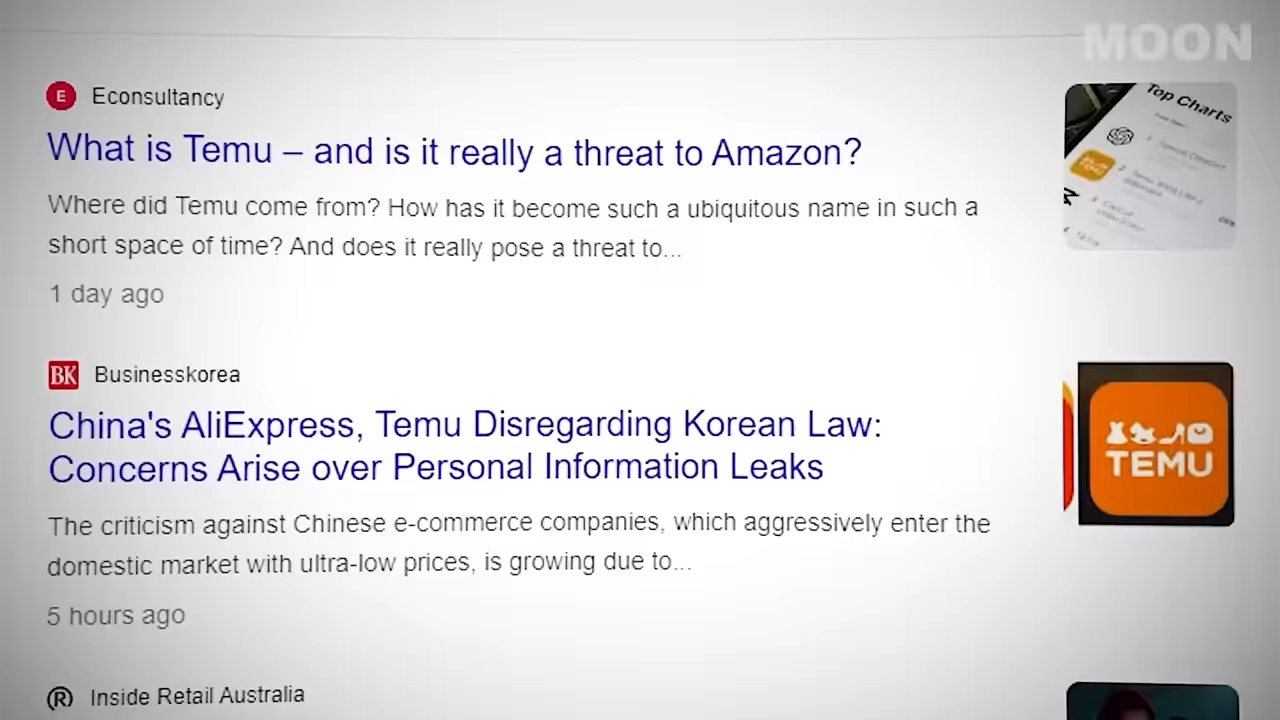 MOON
E Econsultancy
What is Temu – and is it really a threat to Amazon?
Where did Temu come from? How has it become such a ubiquitous name in such a
short space of time? And does it really pose a threat to...
1 day ago
Top Charts
BK Businesskorea
China's AliExpress, Temu Disregarding Korean Law:
Concerns Arise over Personal Information Leaks
The criticism against Chinese e-commerce companies, which aggressively enter the
domestic market with ultra-low prices, is growing due to...
5 hours ago
TEMU
R Inside Retail Australia